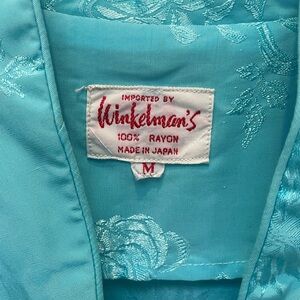 IMPORTED BY
Winkelman's
100% RAYON
MADE IN JAPAN
M